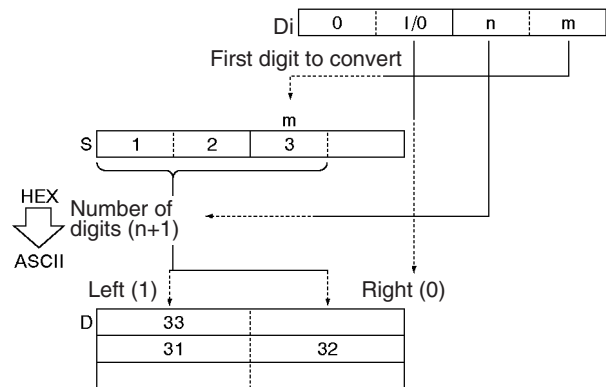 Di 0 1/0 n m
First digit to convert
m
S 1 2 3
HEX
Number of
digits (n+1)
ASCII
Left (1) Right (0)
D 33
31 32